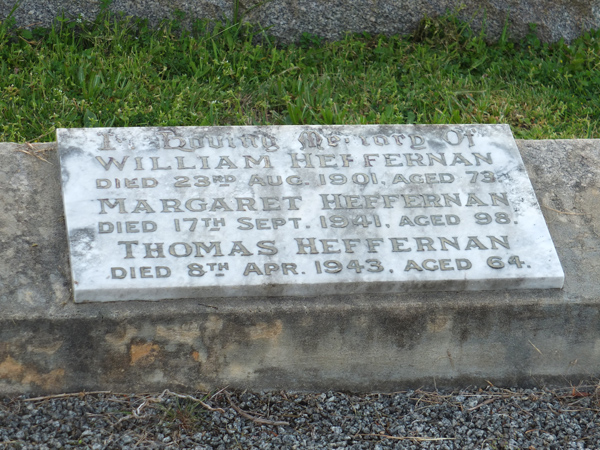 In Loving Memory Of
William Heffernan
Died 23rd Aug. 1901, aged 73.
Margaret Heffernan
Died 17th Sept. 1941, aged 98.
Thomas Heffernan
Died 8th Apr. 1943, aged 64.